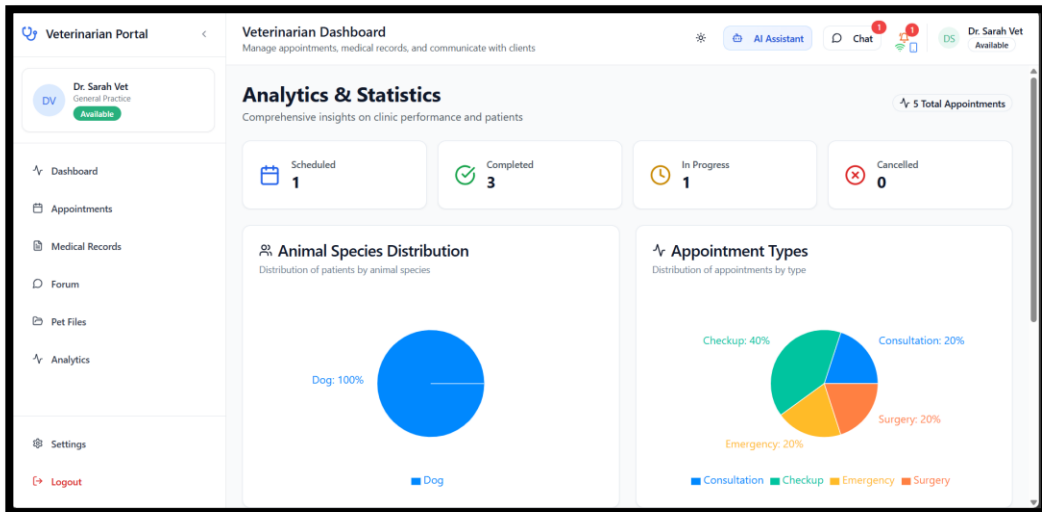 Veterinarian Portal
Dr. Sarah Vet
General Practice
DV
Available
Dashboard
Appointments
Medical Records
Forum
Pet Files
Analytics
Settings
Logout
Veterinarian Dashboard
Manage appointments, medical records, and communicate with clients
AI Assistant
Chat
1
1
DS
Dr. Sarah Vet
Available
Analytics & Statistics
Comprehensive insights on clinic performance and patients
5 Total Appointments
Scheduled
1
Completed
3
In Progress
1
Cancelled
0
Animal Species Distribution
Distribution of patients by animal species
Dog: 100%
Dog
Appointment Types
Distribution of appointments by type
Checkup: 40%
Consultation: 20%
Surgery: 20%
Emergency: 20%
Consultation Checkup Emergency Surgery